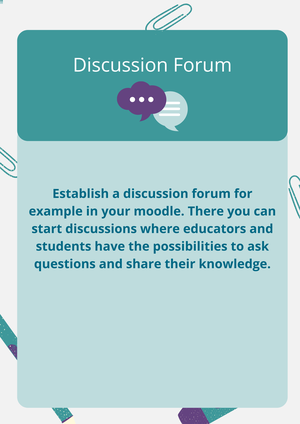 Discussion Forum
Establish a discussion forum for
example in your moodle. There you can
start discussions where educators and
students have the possibilities to ask
questions and share their knowledge.